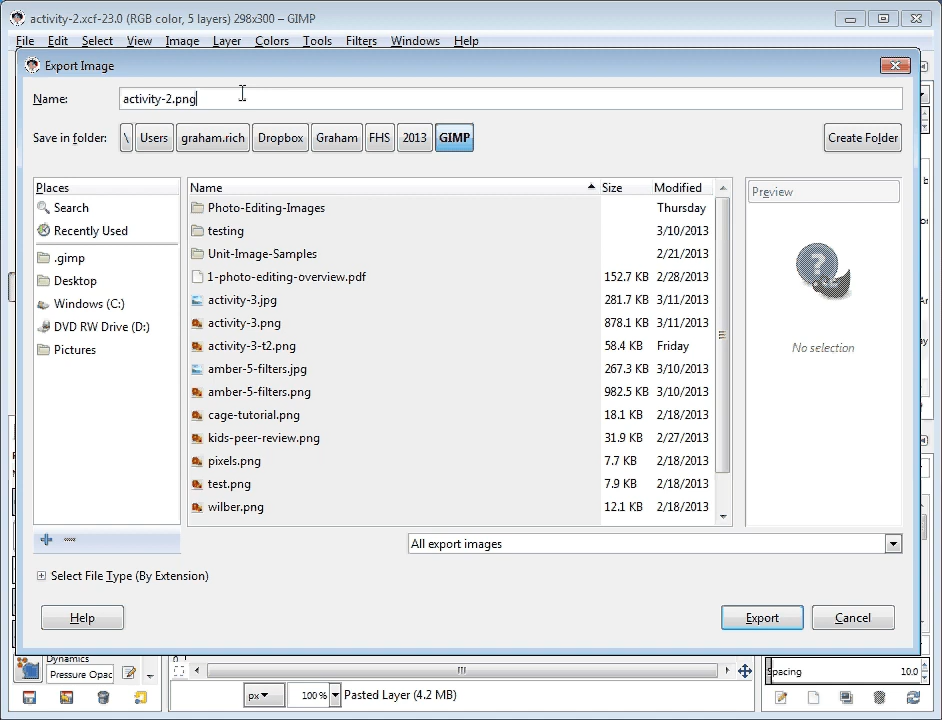 activity-2.xcf-23.0 (RGB color, 5 layers) 298x300 – GIMP
File Edit Select View Image Layer Colors Tools Filters Windows Help
Export Image
Name: activity-2.png
Save in folder: \ Users graham.rich Dropbox Graham FHS 2013 GIMP Create Folder
Places Name Size Modified Preview
Search Photo-Editing-Images Thursday
Recently Used testing 3/10/2013
Unit-Image-Samples 2/21/2013
.gimp
1-photo-editing-overview.pdf 152.7 KB 2/28/2013
Desktop
activity-3.jpg 281.7 KB 3/11/2013
Windows (C:)
activity-3.png 878.1 KB 3/11/2013
DVD RW Drive (D:)
activity-3-t2.png 58.4 KB Friday No selection
Pictures
amber-5-filters.jpg 267.3 KB 3/10/2013
amber-5-filters.png 982.5 KB 3/10/2013
cage-tutorial.png 18.1 KB 2/18/2013
kids-peer-review.png 31.9 KB 2/27/2013
pixels.png 7.7 KB 2/18/2013
test.png 7.9 KB 2/18/2013
wilber.png 12.1 KB 2/18/2013
All export images
Select File Type (By Extension)
Help Export Cancel
Dynamics
Pressure Opac Spacing 10.0
px 100 % Pasted Layer (4.2 MB)